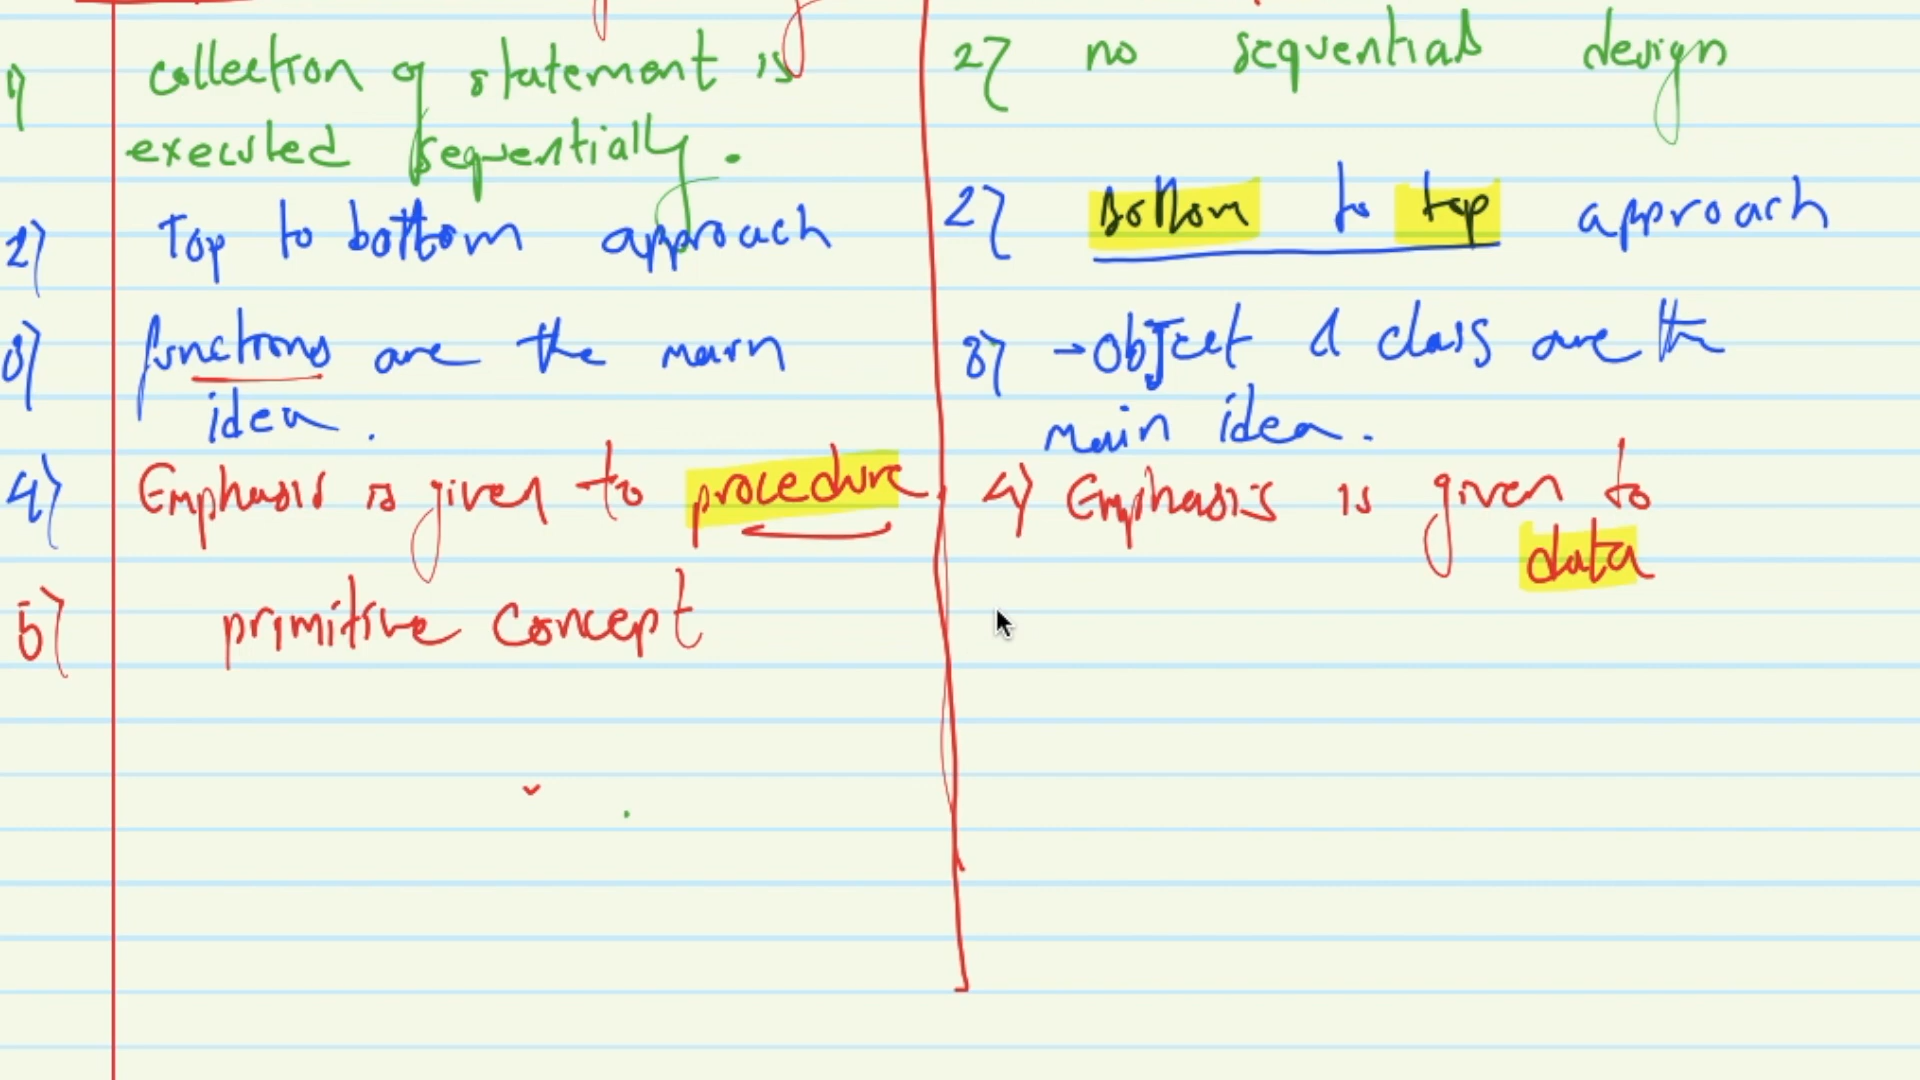 1) collection of statement is
executed sequentially.
2) Top to bottom approach
3) functions are the main
idea.
4) Emphasis is given to procedure
5) primitive concept
2) no sequential design
2) bottom to top approach
3) → Object & class are the
main idea.
4) Emphasis is given to
data